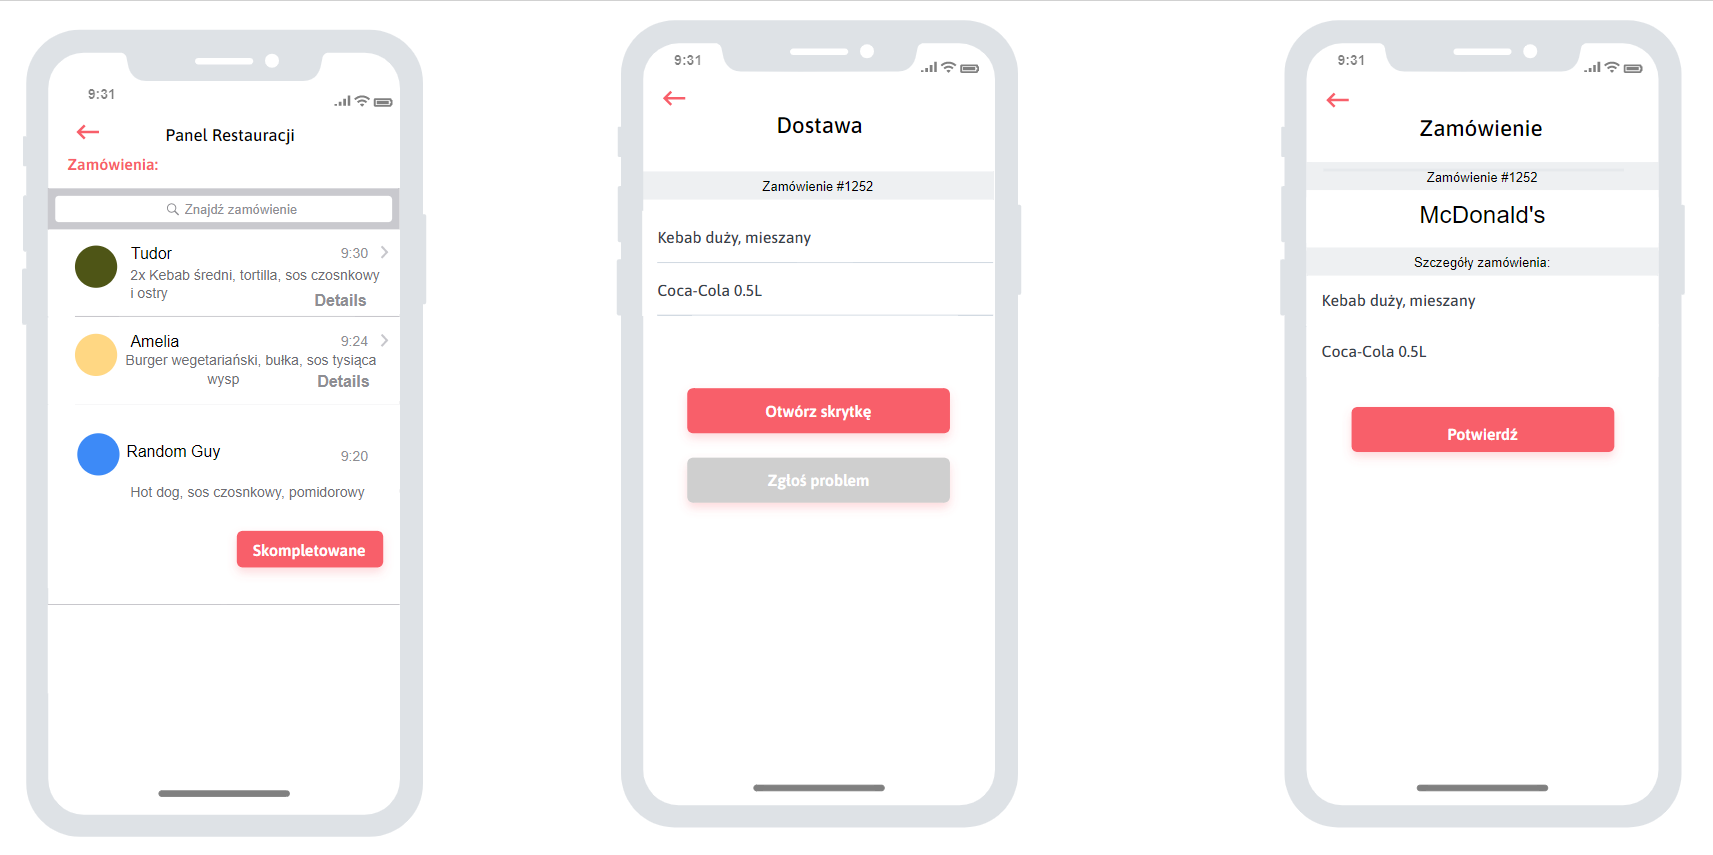 9:31
Panel Restauracji
Zamówienia:
Znajdź zamówienie
Tudor
9:30
2x Kebab średni, tortilla, sos czosnkowy
i ostry
Details
Amelia
9:24
Burger wegetariański, bułka, sos tysiąca
wysp
Details
Random Guy
9:20
Hot dog, sos czosnkowy, pomidorowy
Skompletowane
9:31
Dostawa
Zamówienie #1252
Kebab duży, mieszany
Coca-Cola 0.5L
Otwórz skrytkę
Zgłoś problem
9:31
Zamówienie
Zamówienie #1252
McDonald's
Szczegóły zamówienia:
Kebab duży, mieszany
Coca-Cola 0.5L
Potwierdź